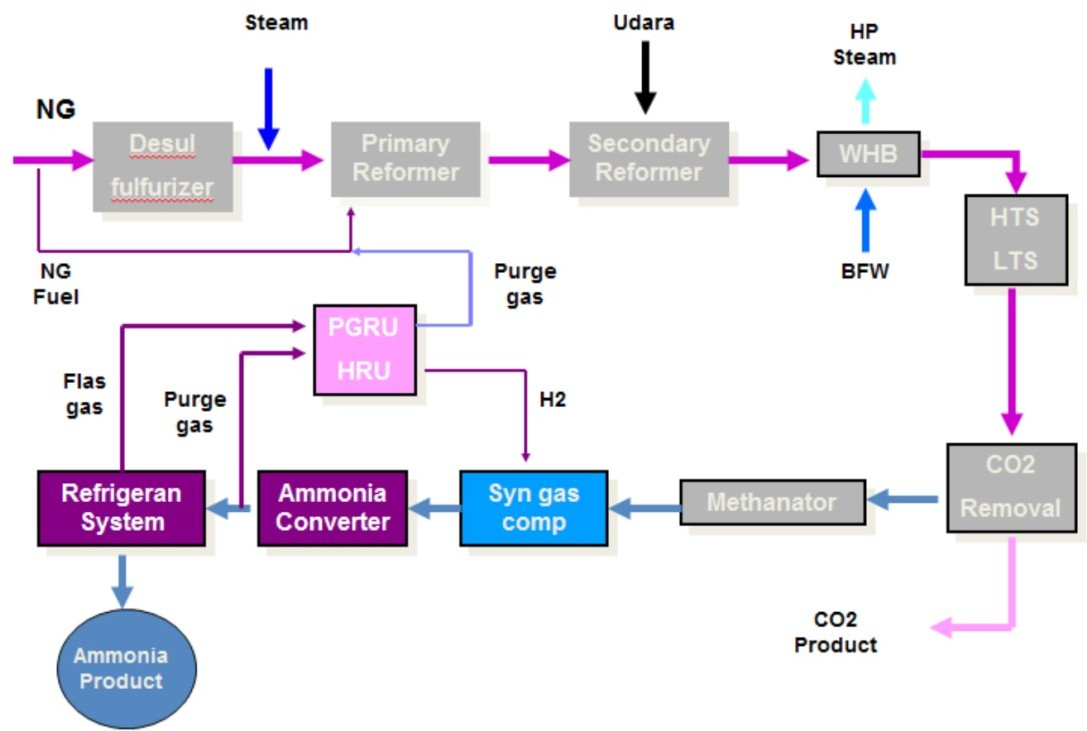 Steam
Udara
HP
Steam
NG
Desul
fulfurizer
Primary
Reformer
Secondary
Reformer
WHB
HTS
LTS
NG
Fuel
Purge
gas
BFW
PGRU
HRU
Flas
gas
Purge
gas
H2
Refrigeran
System
Ammonia
Converter
Syn gas
comp
Methanator
CO2
Removal
CO2
Product
Ammonia
Product